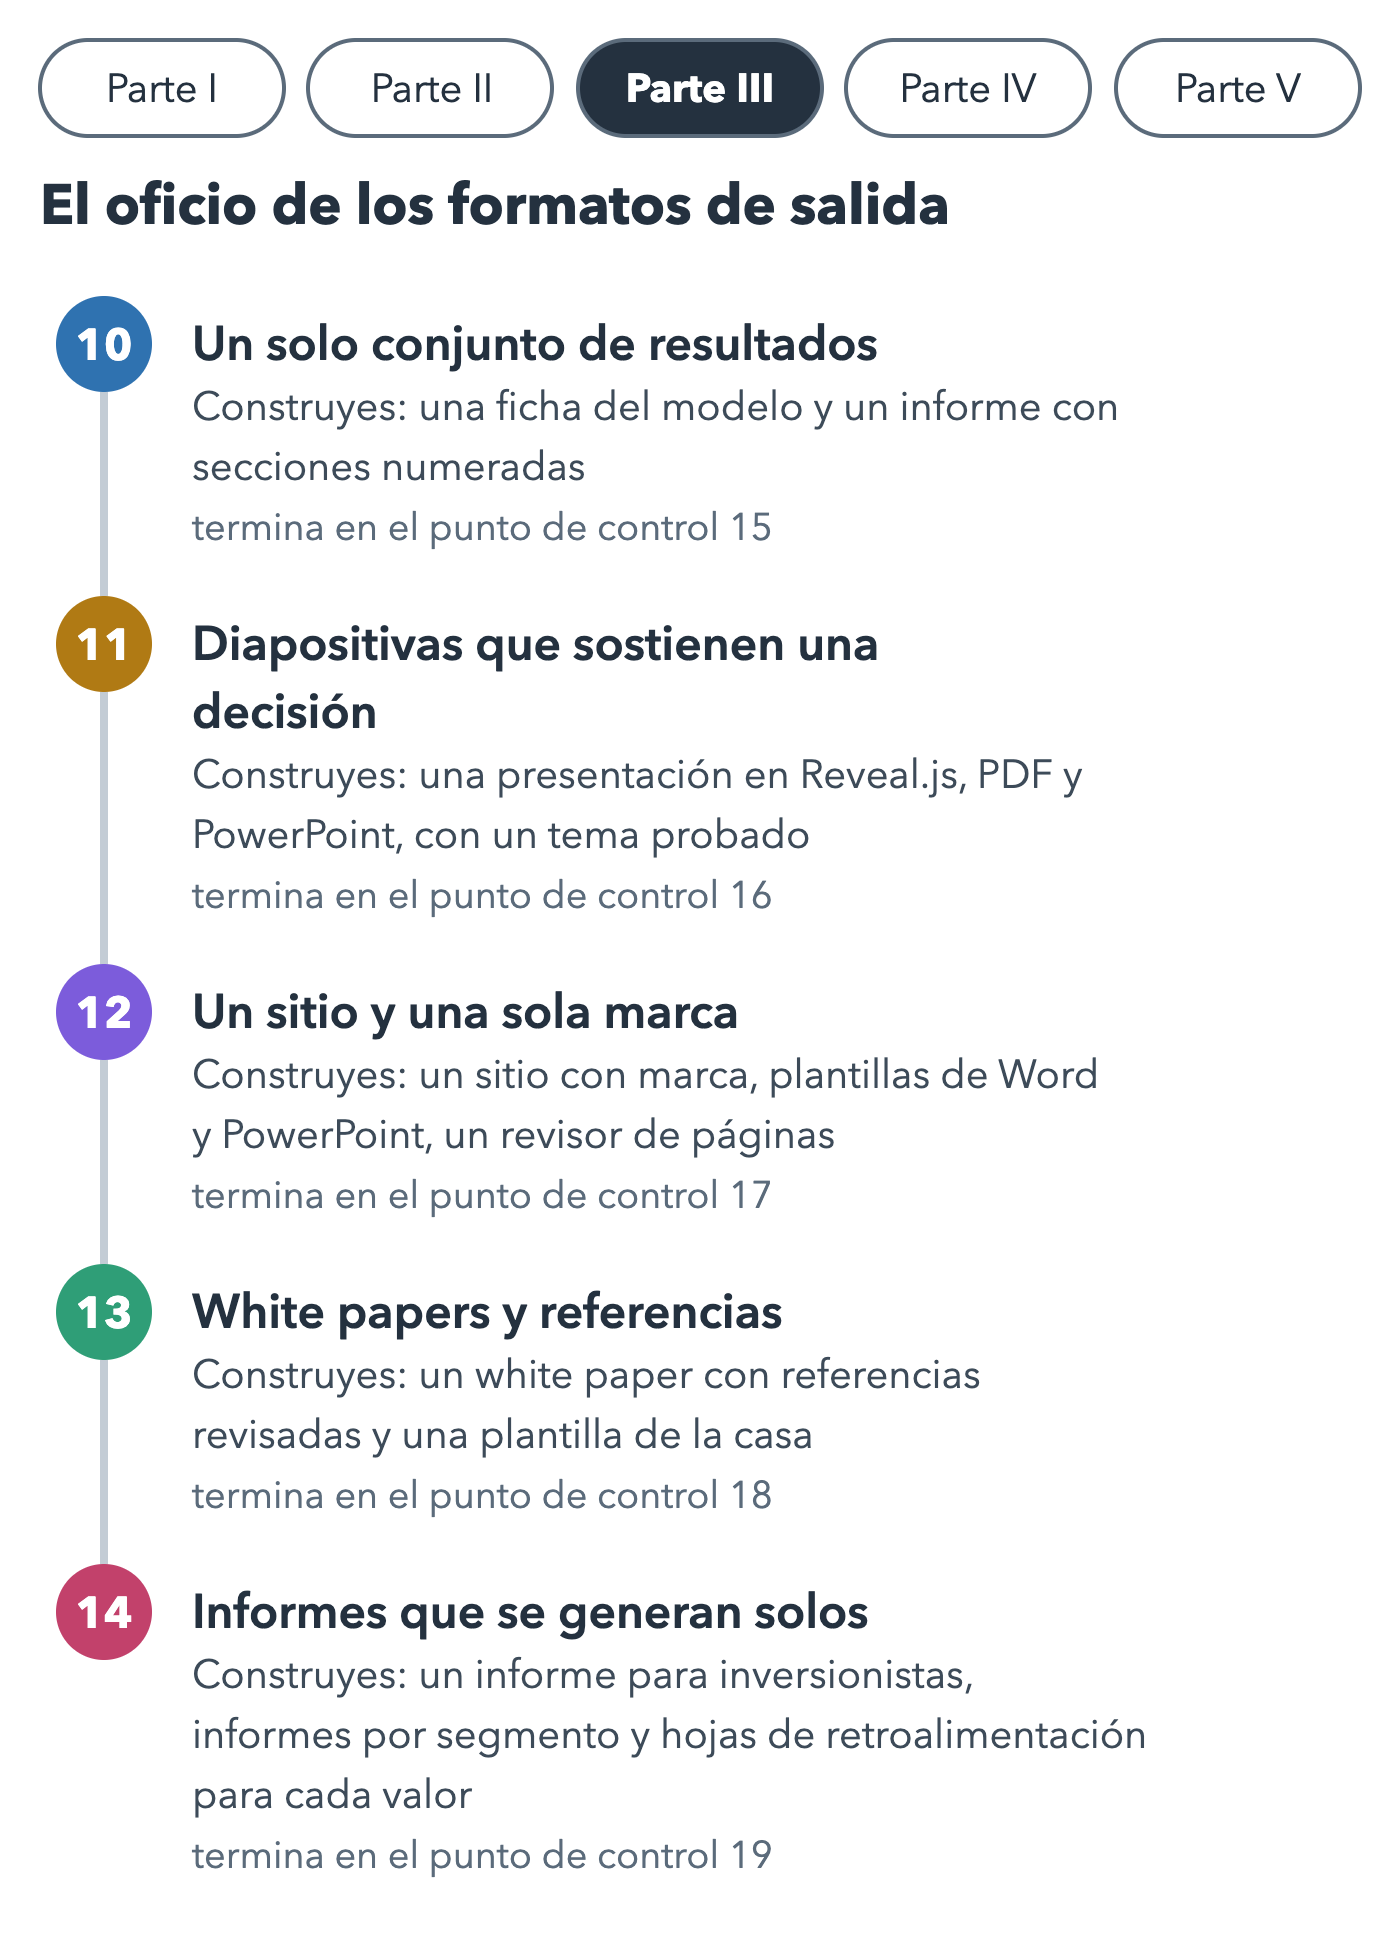 Parte I
Parte II
Parte III
Parte IV
Parte V
El oficio de los formatos de salida
10
Un solo conjunto de resultados
Construyes: una ficha del modelo y un informe con
secciones numeradas
termina en el punto de control 15
11
Diapositivas que sostienen una
decisión
Construyes: una presentación en Reveal.js, PDF y
PowerPoint, con un tema probado
termina en el punto de control 16
12
Un sitio y una sola marca
Construyes: un sitio con marca, plantillas de Word
y PowerPoint, un revisor de páginas
termina en el punto de control 17
13
White papers y referencias
Construyes: un white paper con referencias
revisadas y una plantilla de la casa
termina en el punto de control 18
14
Informes que se generan solos
Construyes: un informe para inversionistas,
informes por segmento y hojas de retroalimentación
para cada valor
termina en el punto de control 19